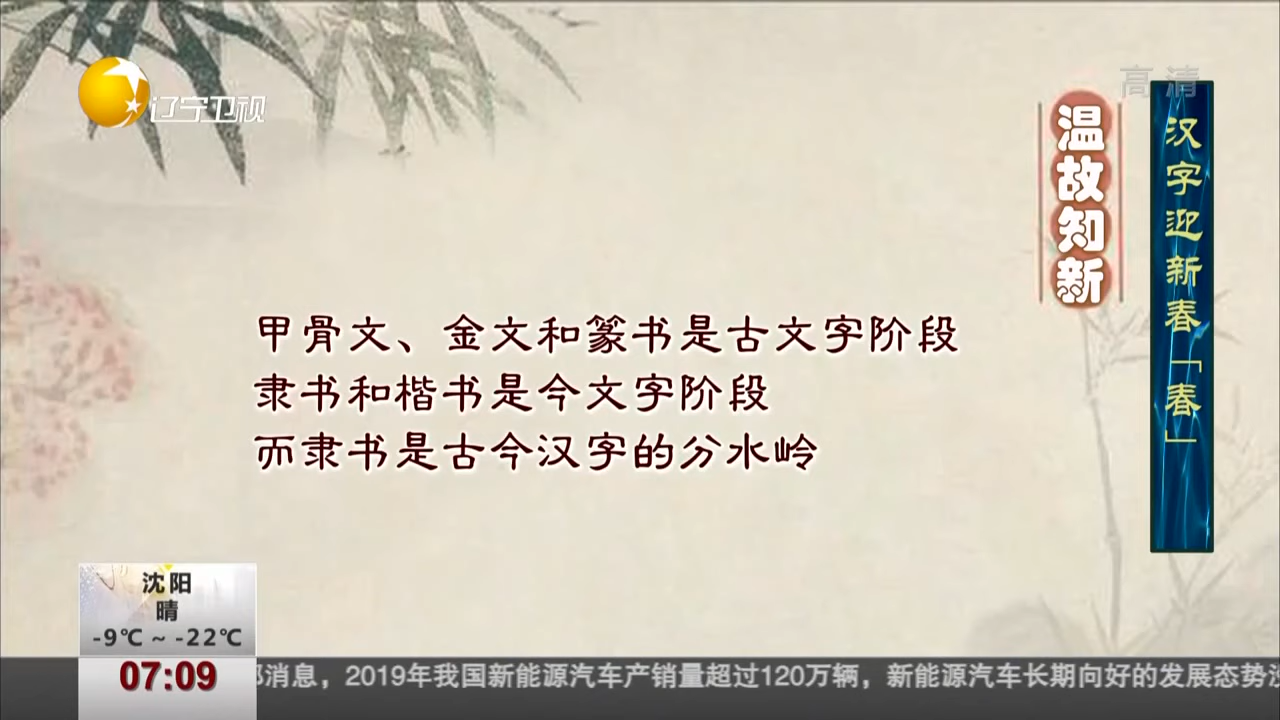 辽宁卫视
高清
汉字迎新春「春」
温故知新
甲骨文、金文和篆书是古文字阶段
隶书和楷书是今文字阶段
而隶书是古今汉字的分水岭
沈阳
晴
-9℃ ~ -22℃
07:09
消息，2019年我国新能源汽车产销量超过120万辆，新能源汽车长期向好的发展态势